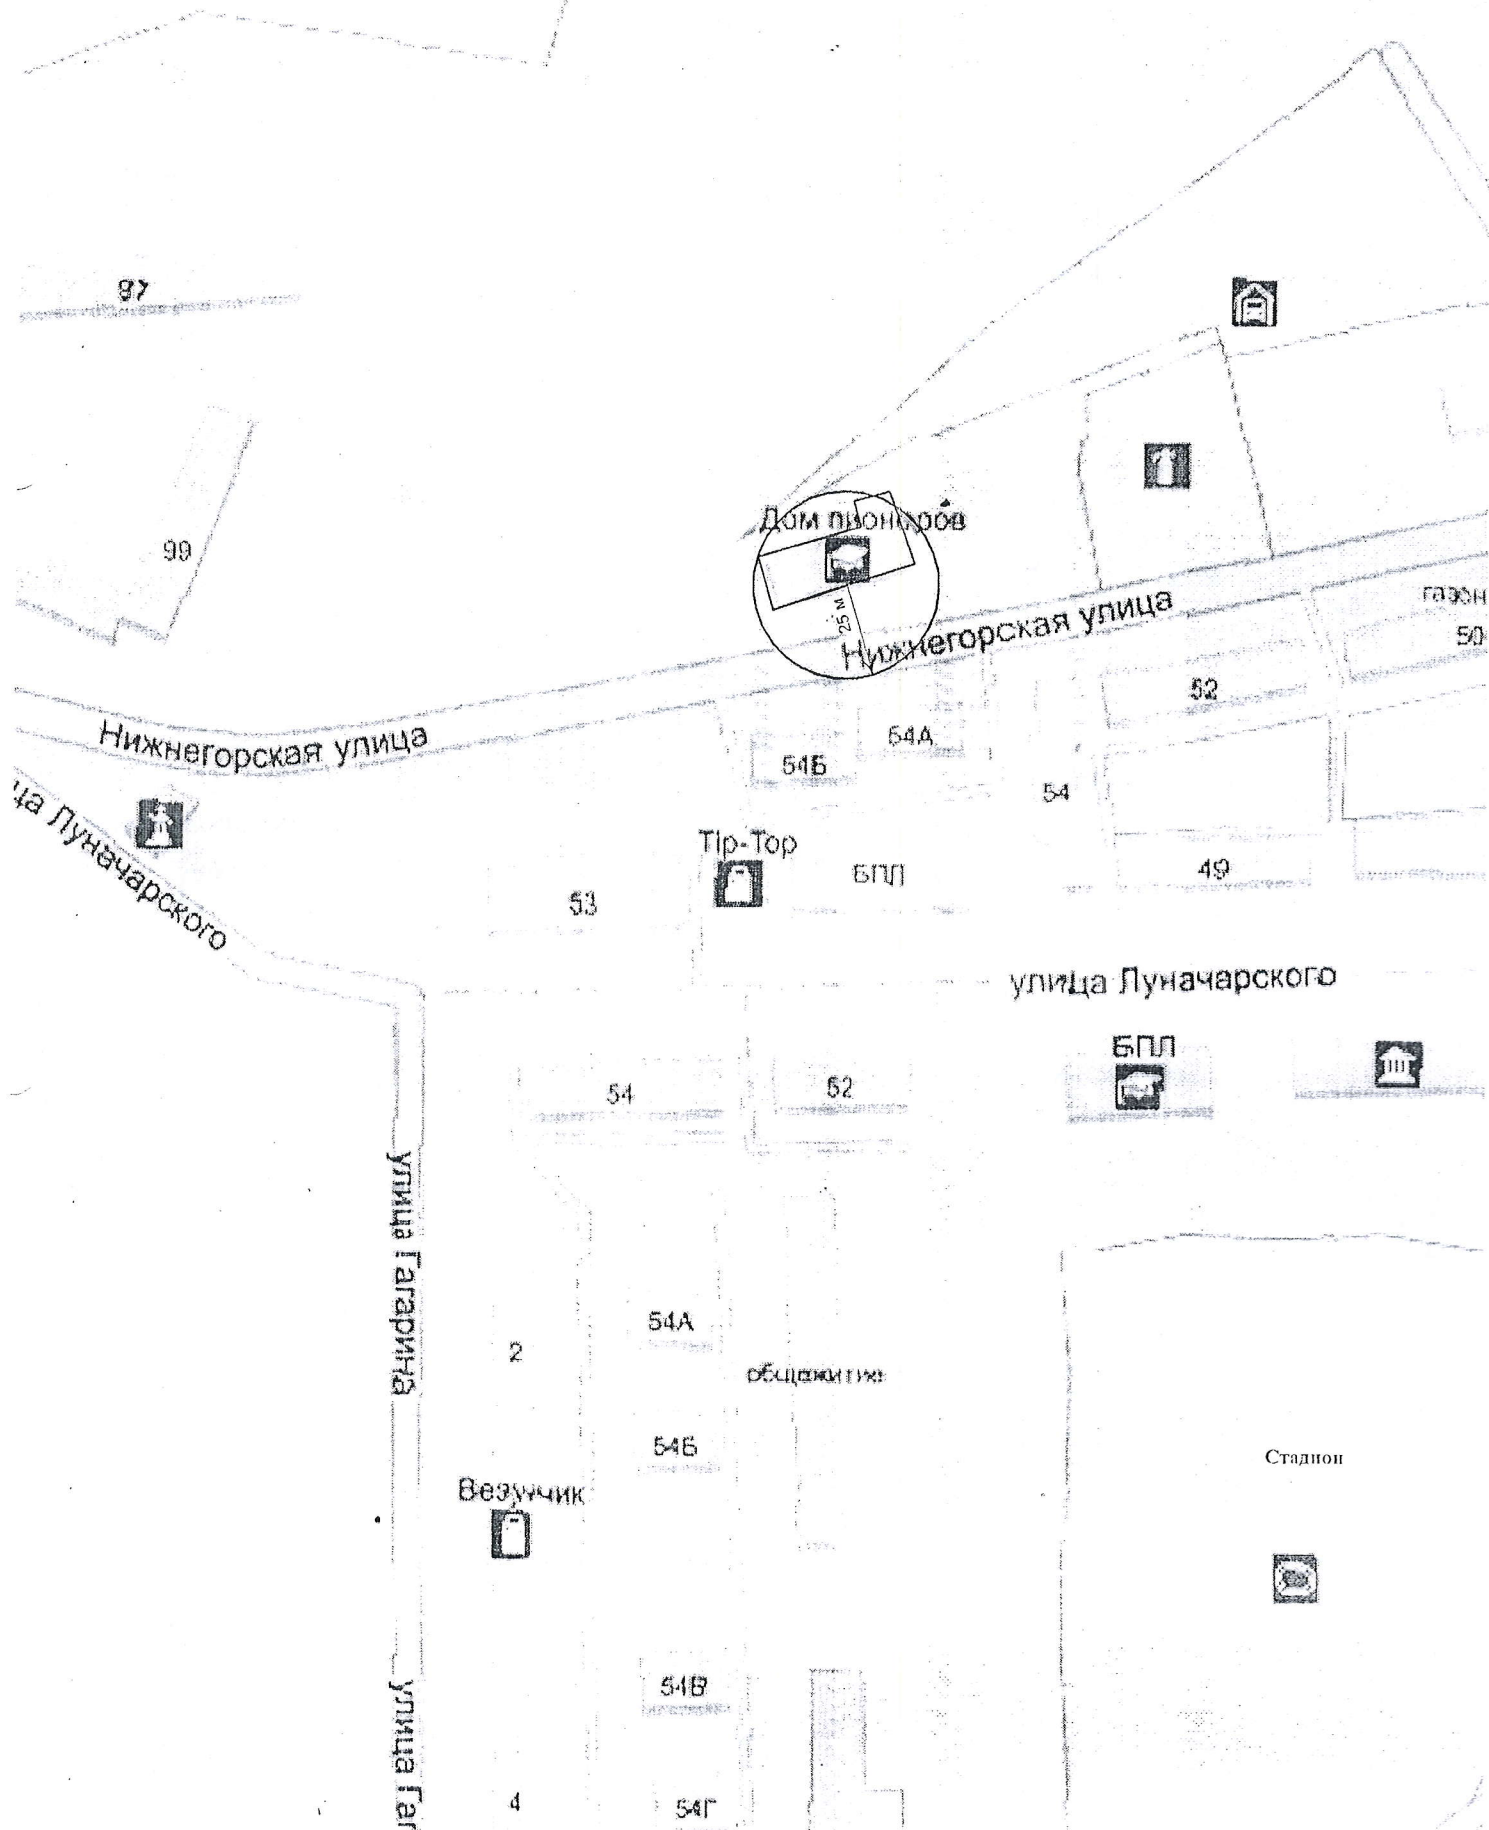 97
99
Дом пионеров
25 м
Нижнегорская улица
газон
50
52
54А
54Б
54
Нижнегорская улица
ца Луначарского
Tip-Top
БПЛ
49
53
улица Луначарского
БПЛ
54
52
улица Гагарина
54А
2
общежитие
54Б
Стадион
Везунчик
54В
улица Гаг
4
54Г